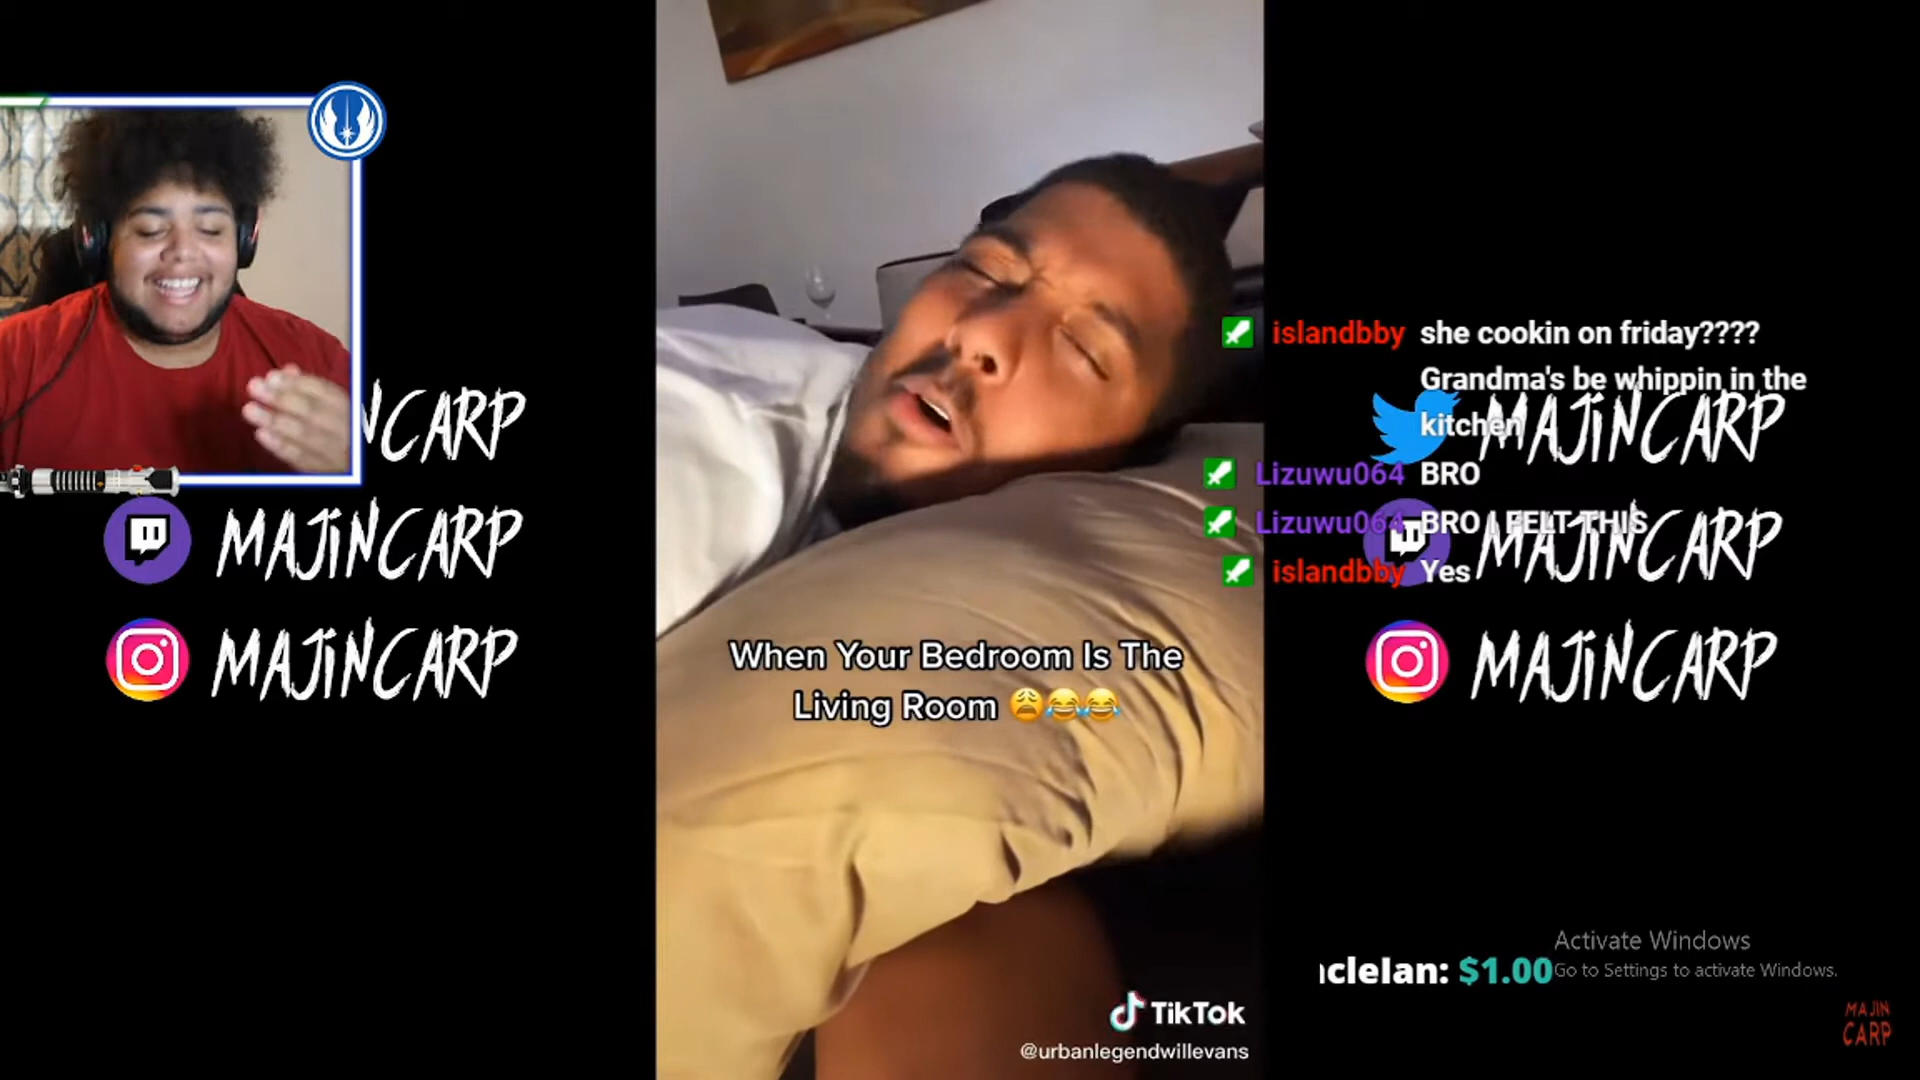 NCARP
MAJINCARP
MAJINCARP
When Your Bedroom Is The
Living Room 😩😂😂
TikTok
@urbanlegendwillevans
islandbby she cookin on friday????
Grandma's be whippin in the
kitchen
MAJINCARP
Lizuwu064 BRO
Lizuwu064 BRO I FELT THIS
MAJINCARP
islandbby Yes
MAJINCARP
Activate Windows
Go to Settings to activate Windows.
clelan: $1.00
MAJIN
CARP